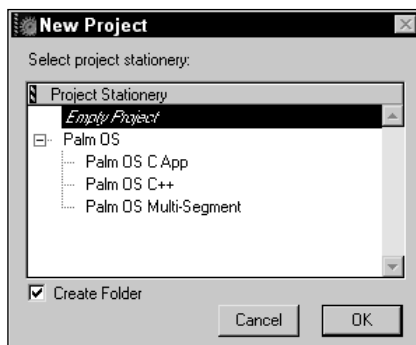 New Project
Select project stationery:
Project Stationery
Empty Project
Palm OS
Palm OS C App
Palm OS C++
Palm OS Multi-Segment
Create Folder
Cancel OK